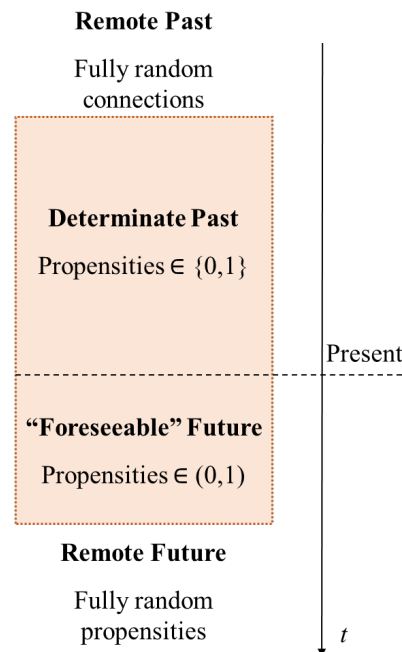 Remote Past
Fully random
connections
Determinate Past
Propensities ∈ {0,1}
Present
“Foreseeable” Future
Propensities ∈ (0,1)
Remote Future
Fully random
propensities
t